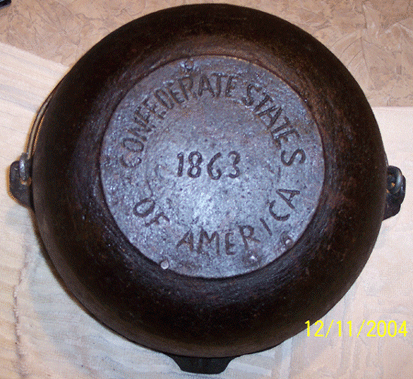 CONFEDERATE STATES
1863
OF AMERICA
12/11/2004